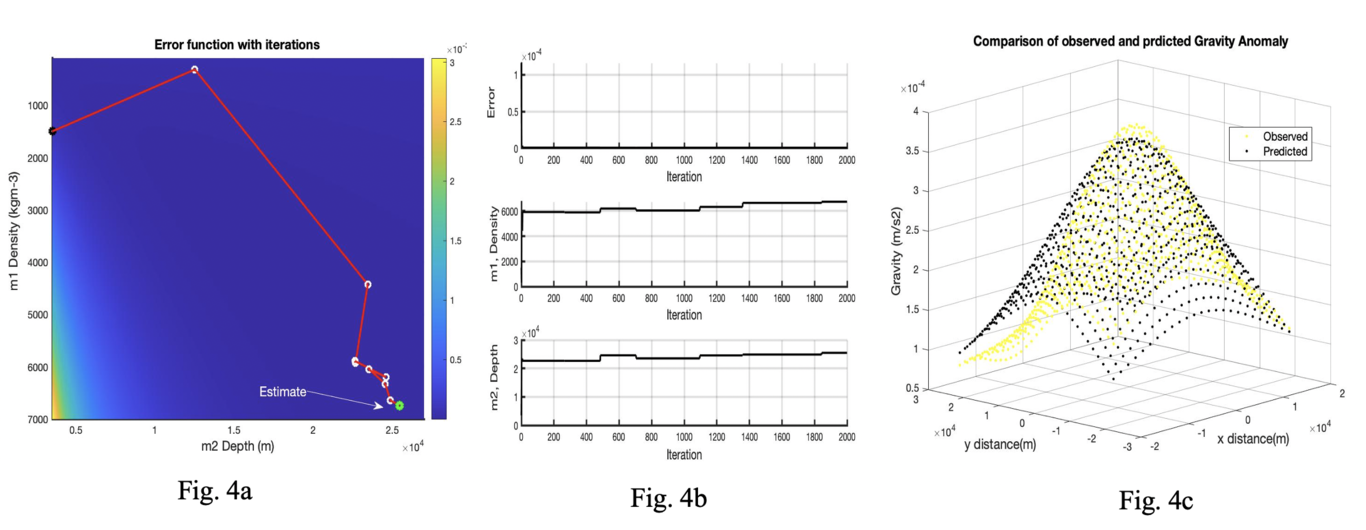 Error function with iterations
×10⁻
3
2.5
2
1.5
1
0.5
1000
2000
3000
4000
5000
6000
7000
m1 Density (kgm-3)
Estimate
0.5 1 1.5 2 2.5
×10⁴
m2 Depth (m)
Fig. 4a
×10⁻⁴
Error
1
0.5
0
0 200 400 600 800 1000 1200 1400 1600 1800 2000
Iteration
m1. Density
6000
4000
2000
0
0 200 400 600 800 1000 1200 1400 1600 1800 2000
Iteration
×10⁴
m2. Depth
3
2
1
0
0 200 400 600 800 1000 1200 1400 1600 1800 2000
Iteration
Fig. 4b
Comparison of observed and prdicted Gravity Anomaly
×10⁻⁴
4
3.5
3
2.5
2
1.5
1
0.5
Gravity (m/s2)
Observed
Predicted
3 2 1 0 -1 -2 -3
×10⁴
y distance(m)
-2 -1 0 1 2
×10⁴
x distance(m)
Fig. 4c